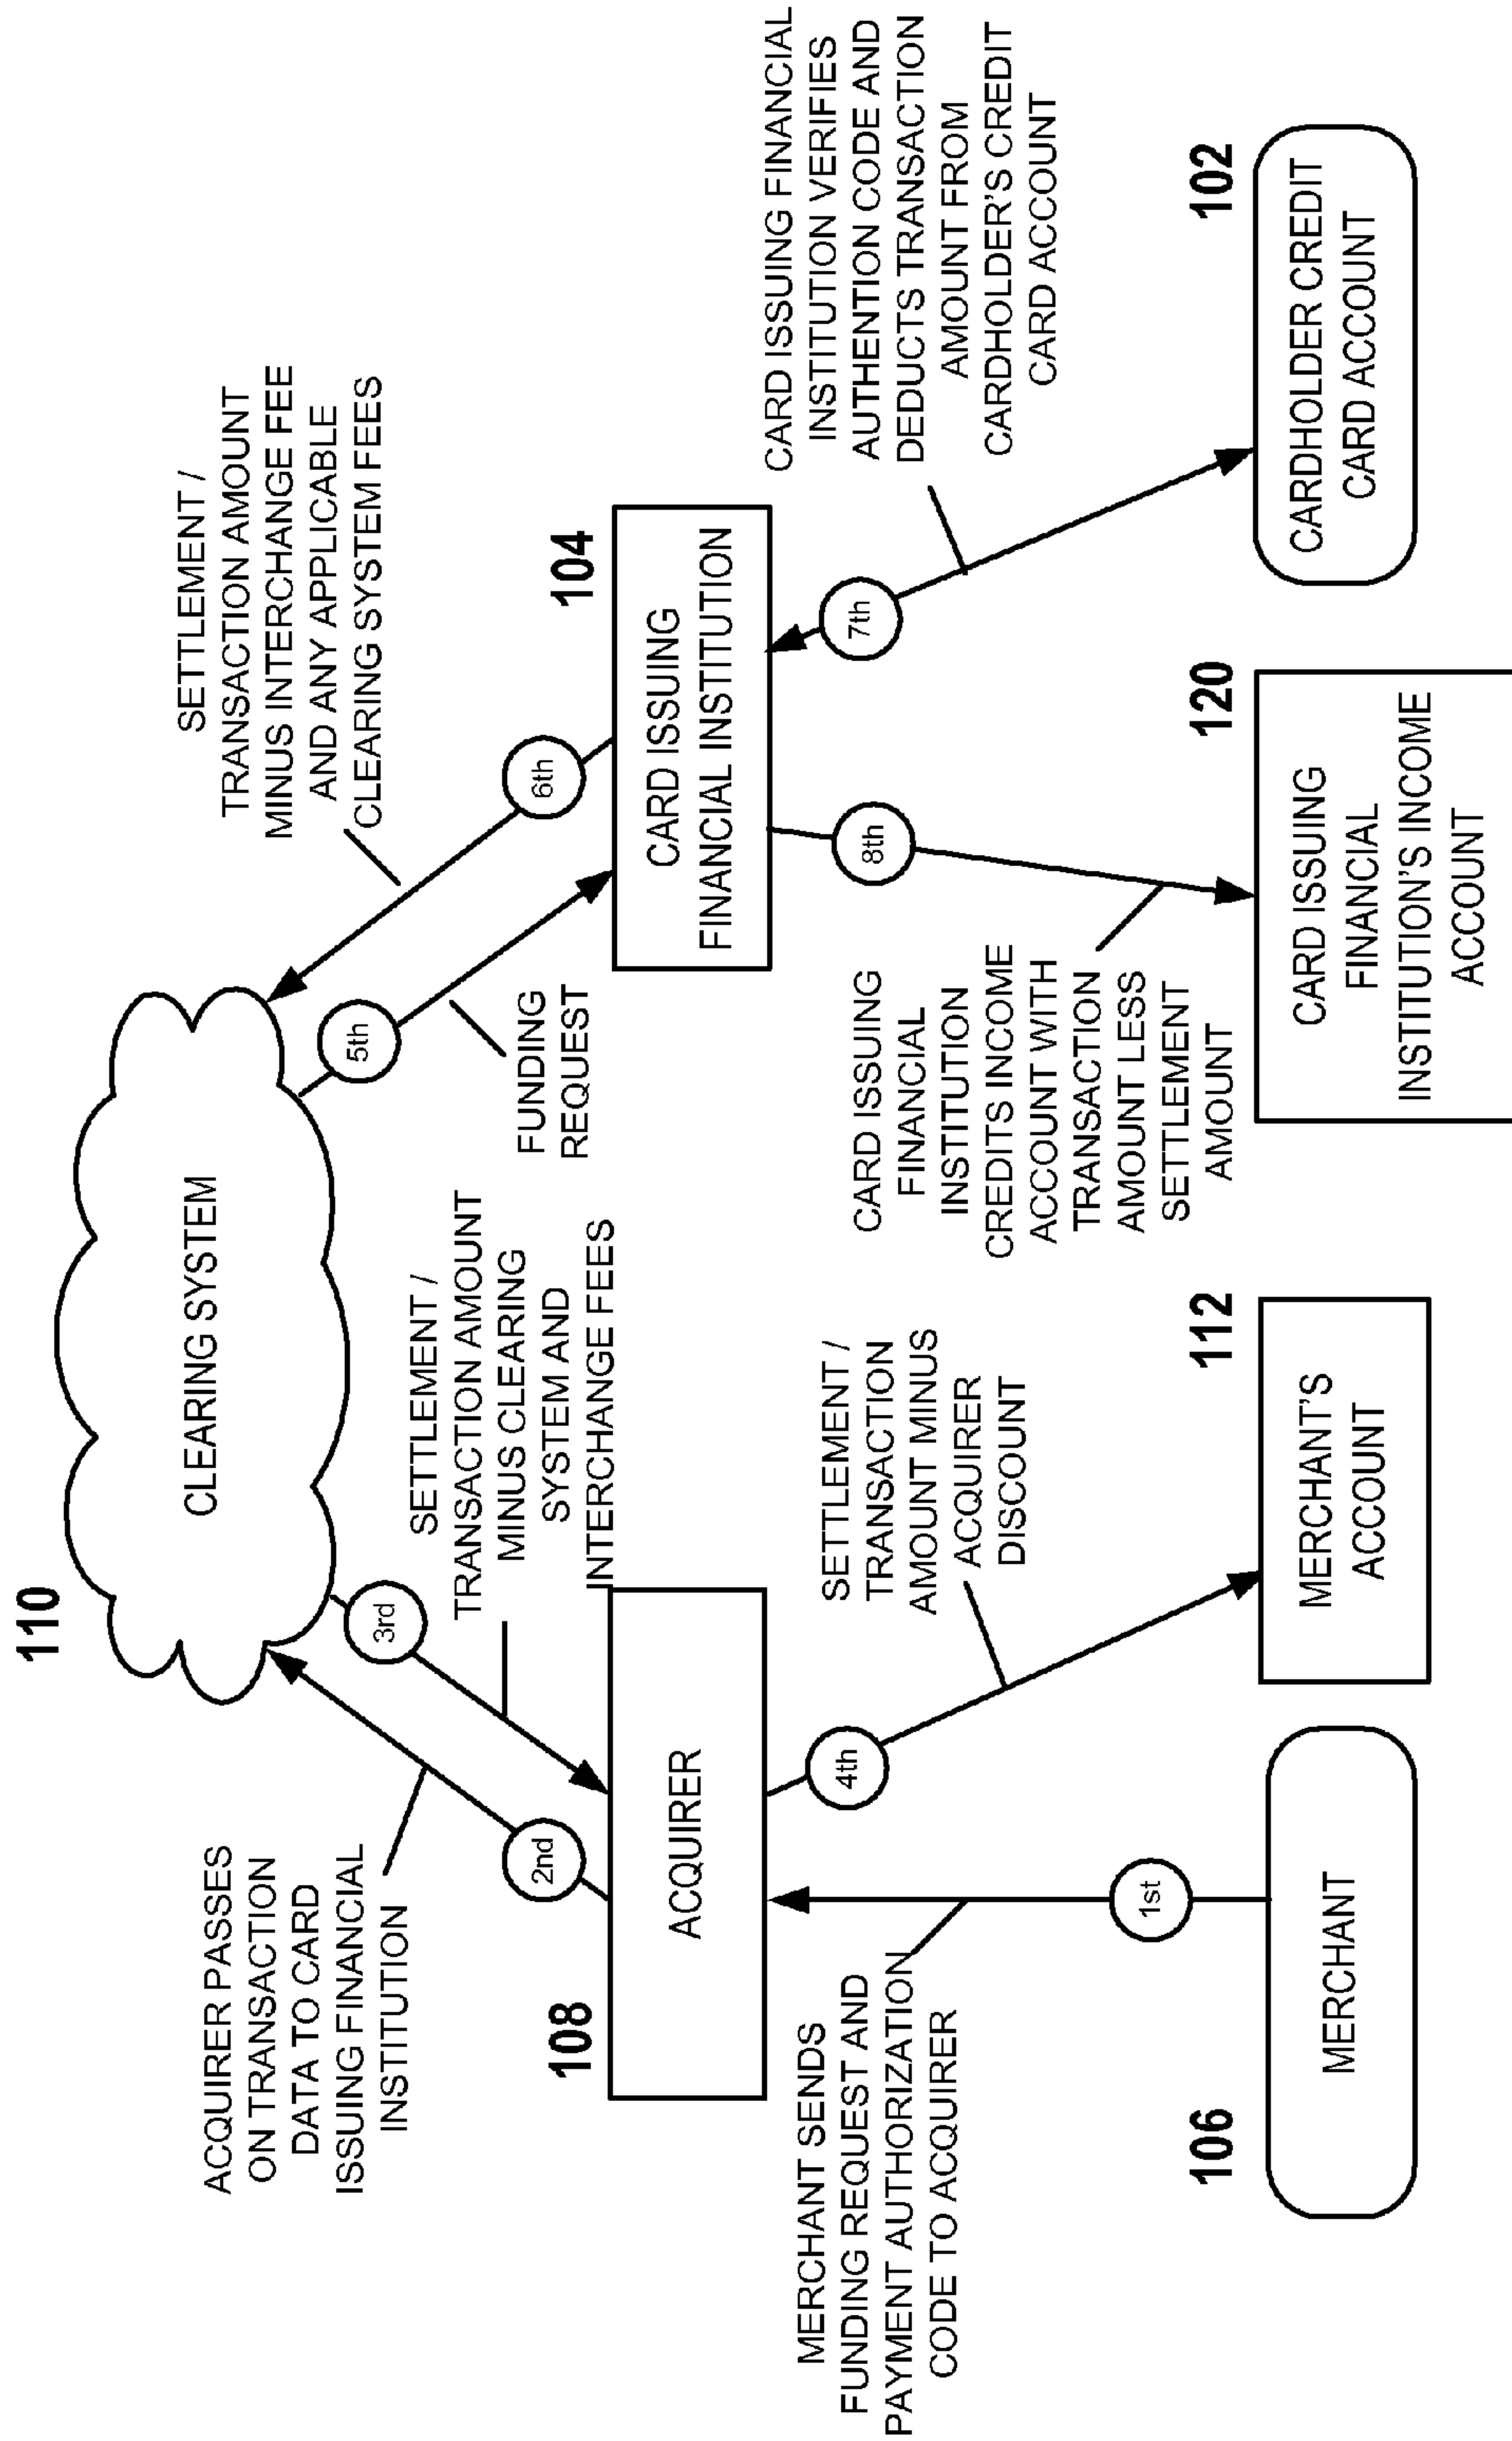 110
CLEARING SYSTEM
ACQUIRER PASSES
ON TRANSACTION
DATA TO CARD
ISSUING FINANCIAL
INSTITUTION
2nd
3rd
SETTLEMENT /
TRANSACTION AMOUNT
MINUS CLEARING
SYSTEM AND
INTERCHANGE FEES
5th
FUNDING
REQUEST
6th
SETTLEMENT /
TRANSACTION AMOUNT
MINUS INTERCHANGE FEE
AND ANY APPLICABLE
CLEARING SYSTEM FEES
108
ACQUIRER
104
CARD ISSUING
FINANCIAL INSTITUTION
MERCHANT SENDS
FUNDING REQUEST AND
PAYMENT AUTHORIZATION
CODE TO ACQUIRER
1st
4th
SETTLEMENT /
TRANSACTION
AMOUNT MINUS
ACQUIRER
DISCOUNT
CARD ISSUING
FINANCIAL
INSTITUTION
CREDITS INCOME
ACCOUNT WITH
TRANSACTION
AMOUNT LESS
SETTLEMENT
AMOUNT
8th
7th
CARD ISSUING FINANCIAL
INSTITUTION VERIFIES
AUTHENTION CODE AND
DEDUCTS TRANSACTION
AMOUNT FROM
CARDHOLDER'S CREDIT
CARD ACCOUNT
106
MERCHANT
112
MERCHANT'S
ACCOUNT
120
CARD ISSUING
FINANCIAL
INSTITUTION'S INCOME
ACCOUNT
102
CARDHOLDER CREDIT
CARD ACCOUNT